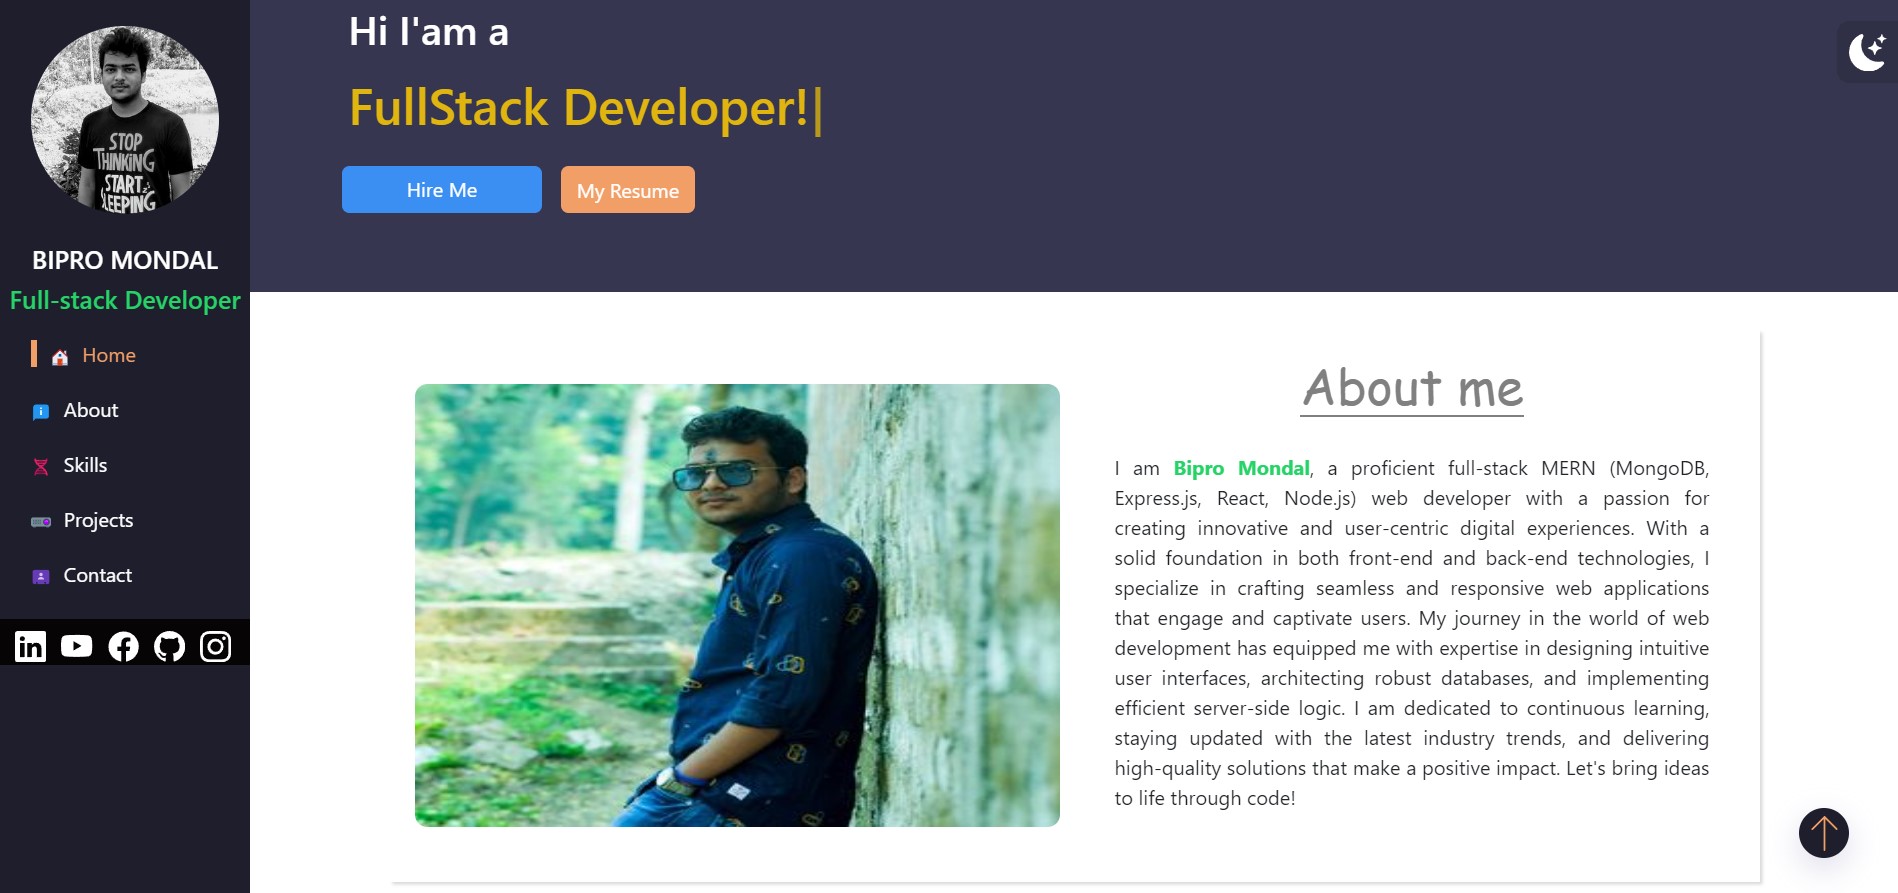 STOP
THINKING
START
SLEEPING
BIPRO MONDAL
Full-stack Developer
Home
About
Skills
Projects
Contact
in
Hi I'am a
FullStack Developer!|
Hire Me
My Resume
About me
I am Bipro Mondal, a proficient full-stack MERN (MongoDB,
Express.js, React, Node.js) web developer with a passion for
creating innovative and user-centric digital experiences. With a
solid foundation in both front-end and back-end technologies, I
specialize in crafting seamless and responsive web applications
that engage and captivate users. My journey in the world of web
development has equipped me with expertise in designing intuitive
user interfaces, architecting robust databases, and implementing
efficient server-side logic. I am dedicated to continuous learning,
staying updated with the latest industry trends, and delivering
high-quality solutions that make a positive impact. Let's bring ideas
to life through code!